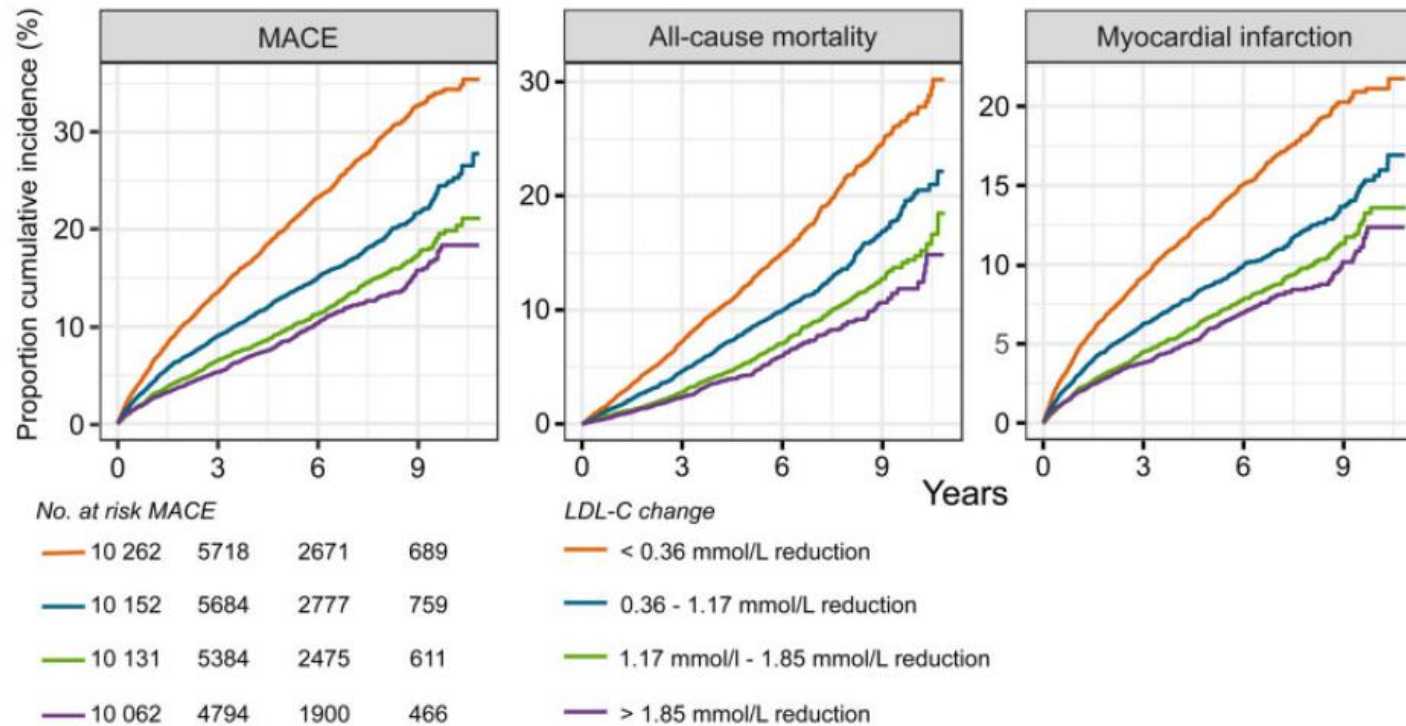 Proportion cumulative incidence (%)
MACE
30
20
10
0
0 3 6 9
All-cause mortality
30
20
10
0
0 3 6 9
Myocardial infarction
20
15
10
5
0
0 3 6 9
Years
No. at risk MACE
10 262 5718 2671 689
10 152 5684 2777 759
10 131 5384 2475 611
10 062 4794 1900 466
LDL-C change
< 0.36 mmol/L reduction
0.36 - 1.17 mmol/L reduction
1.17 mmol/l - 1.85 mmol/L reduction
> 1.85 mmol/L reduction